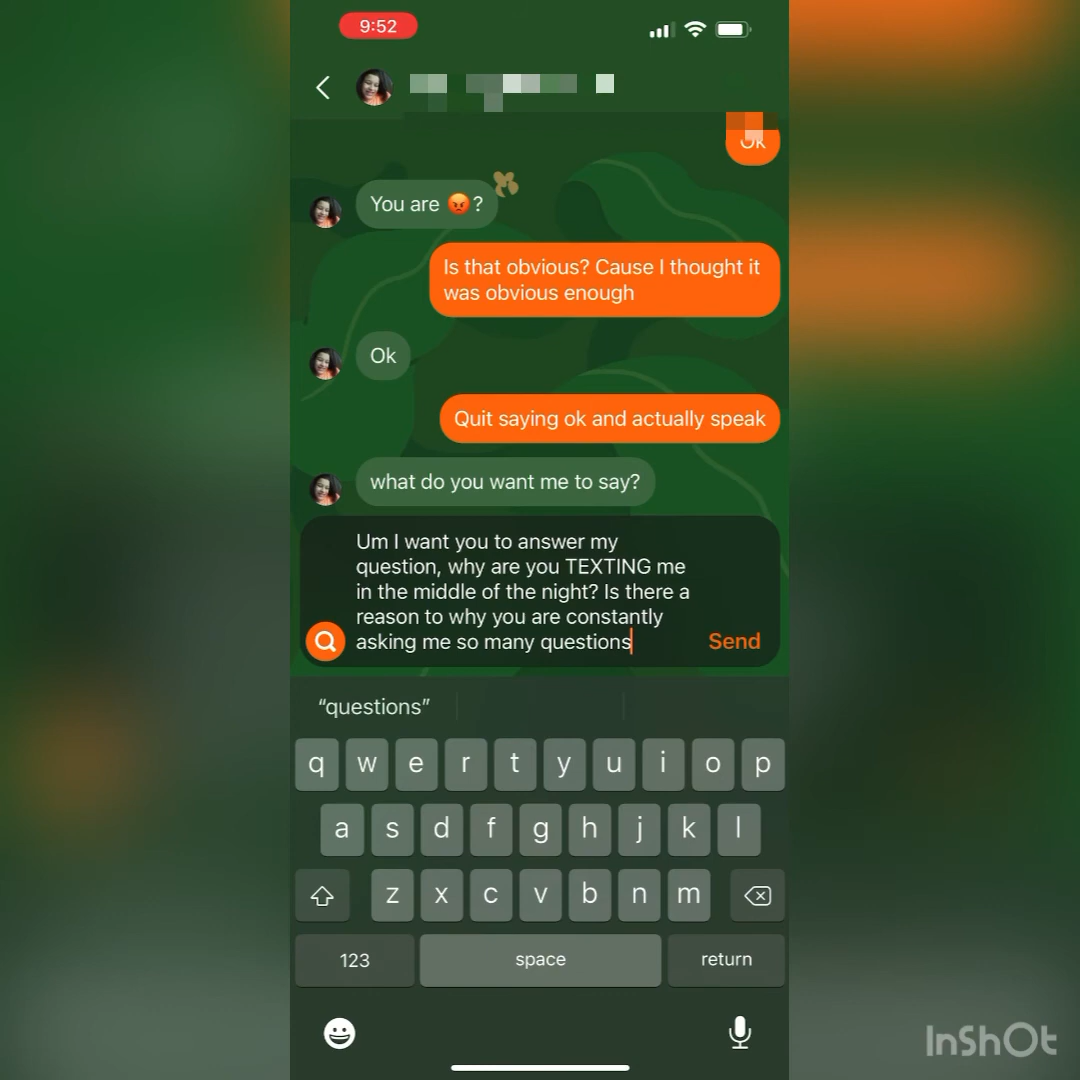 9:52
Ok
You are 😡?
Is that obvious? Cause I thought it
was obvious enough
Ok
Quit saying ok and actually speak
what do you want me to say?
Um I want you to answer my
question, why are you TEXTING me
in the middle of the night? Is there a
reason to why you are constantly
asking me so many questions
Send
“questions”
q w e r t y u i o p
a s d f g h j k l
z x c v b n m
123 space return
InShOt